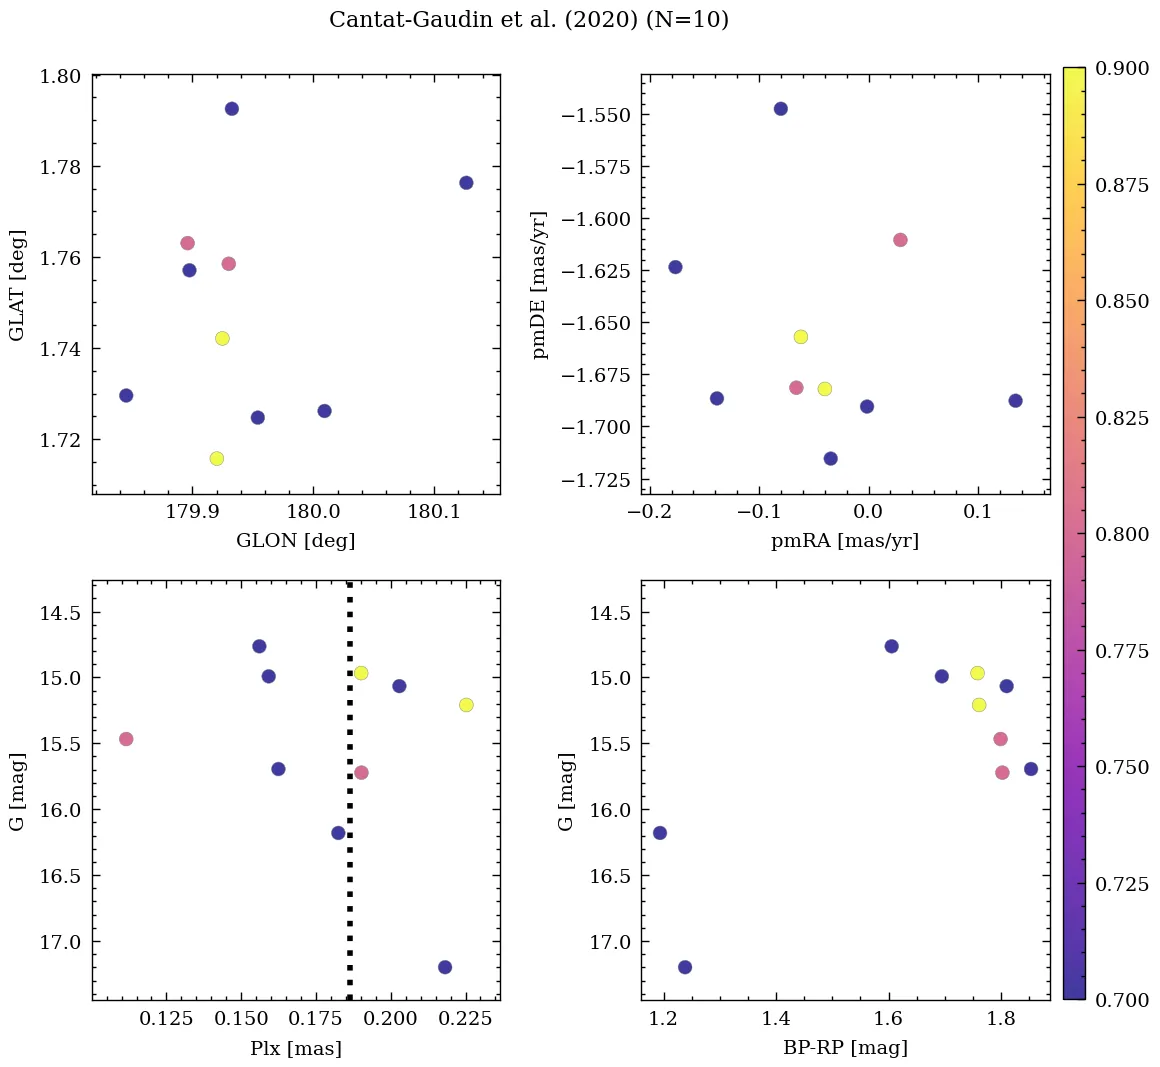 Cantat-Gaudin et al. (2020) (N=10)
1.80
1.78
1.76
1.74
1.72
GLAT [deg]
179.9 180.0 180.1
GLON [deg]
−1.550
−1.575
−1.600
−1.625
−1.650
−1.675
−1.700
−1.725
pmDE [mas/yr]
−0.2 −0.1 0.0 0.1
pmRA [mas/yr]
14.5
15.0
15.5
16.0
16.5
17.0
G [mag]
0.125 0.150 0.175 0.200 0.225
Plx [mas]
14.5
15.0
15.5
16.0
16.5
17.0
G [mag]
1.2 1.4 1.6 1.8
BP-RP [mag]
0.900
0.875
0.850
0.825
0.800
0.775
0.750
0.725
0.700